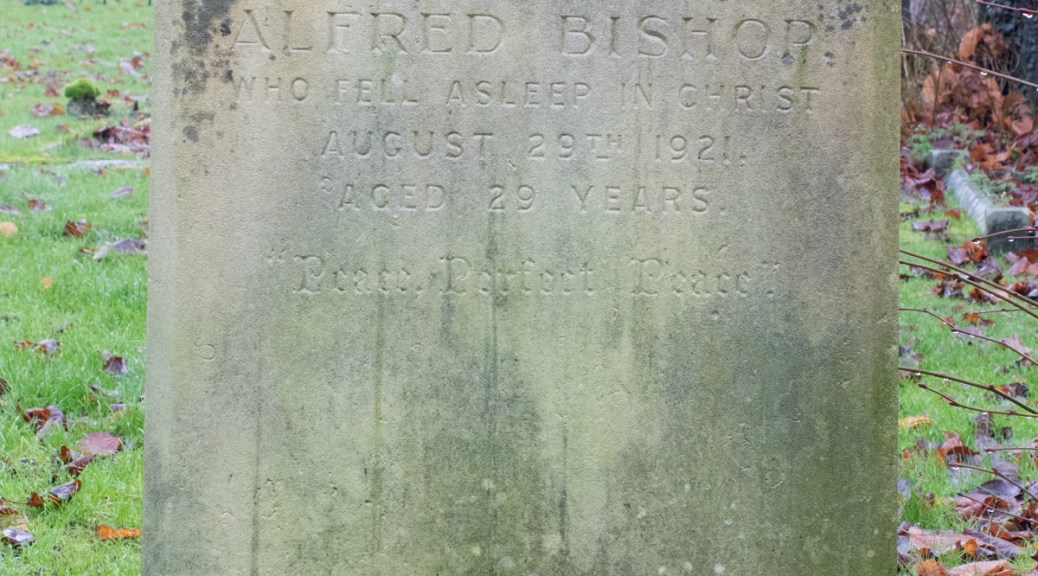 ALFRED BISHOP.
WHO FELL ASLEEP IN CHRIST
AUGUST 29TH 1921.
AGED 29 YEARS.
"Peace, Perfect Peace".